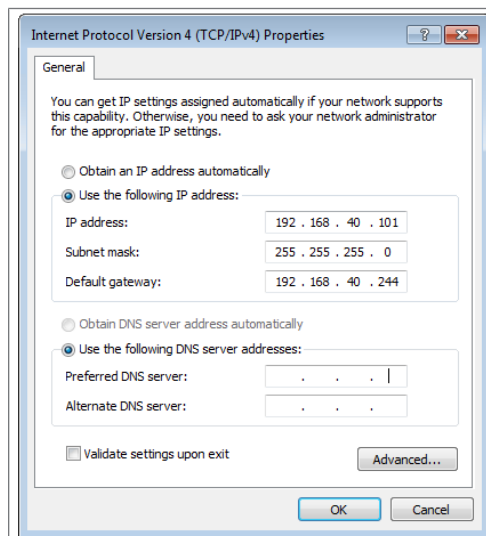 Internet Protocol Version 4 (TCP/IPv4) Properties
General
You can get IP settings assigned automatically if your network supports
this capability. Otherwise, you need to ask your network administrator
for the appropriate IP settings.
Obtain an IP address automatically
Use the following IP address:
IP address: 192 . 168 . 40 . 101
Subnet mask: 255 . 255 . 255 . 0
Default gateway: 192 . 168 . 40 . 244
Obtain DNS server address automatically
Use the following DNS server addresses:
Preferred DNS server: . . .
Alternate DNS server: . . .
Validate settings upon exit
Advanced...
OK Cancel